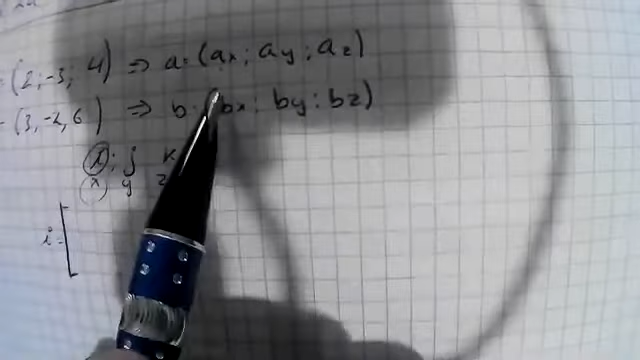 =(2;-3; 4) => a=(ax; ay; az)
-(3,-2,6) => b=(bx; by; bz)
i; j k
x y z
i=[